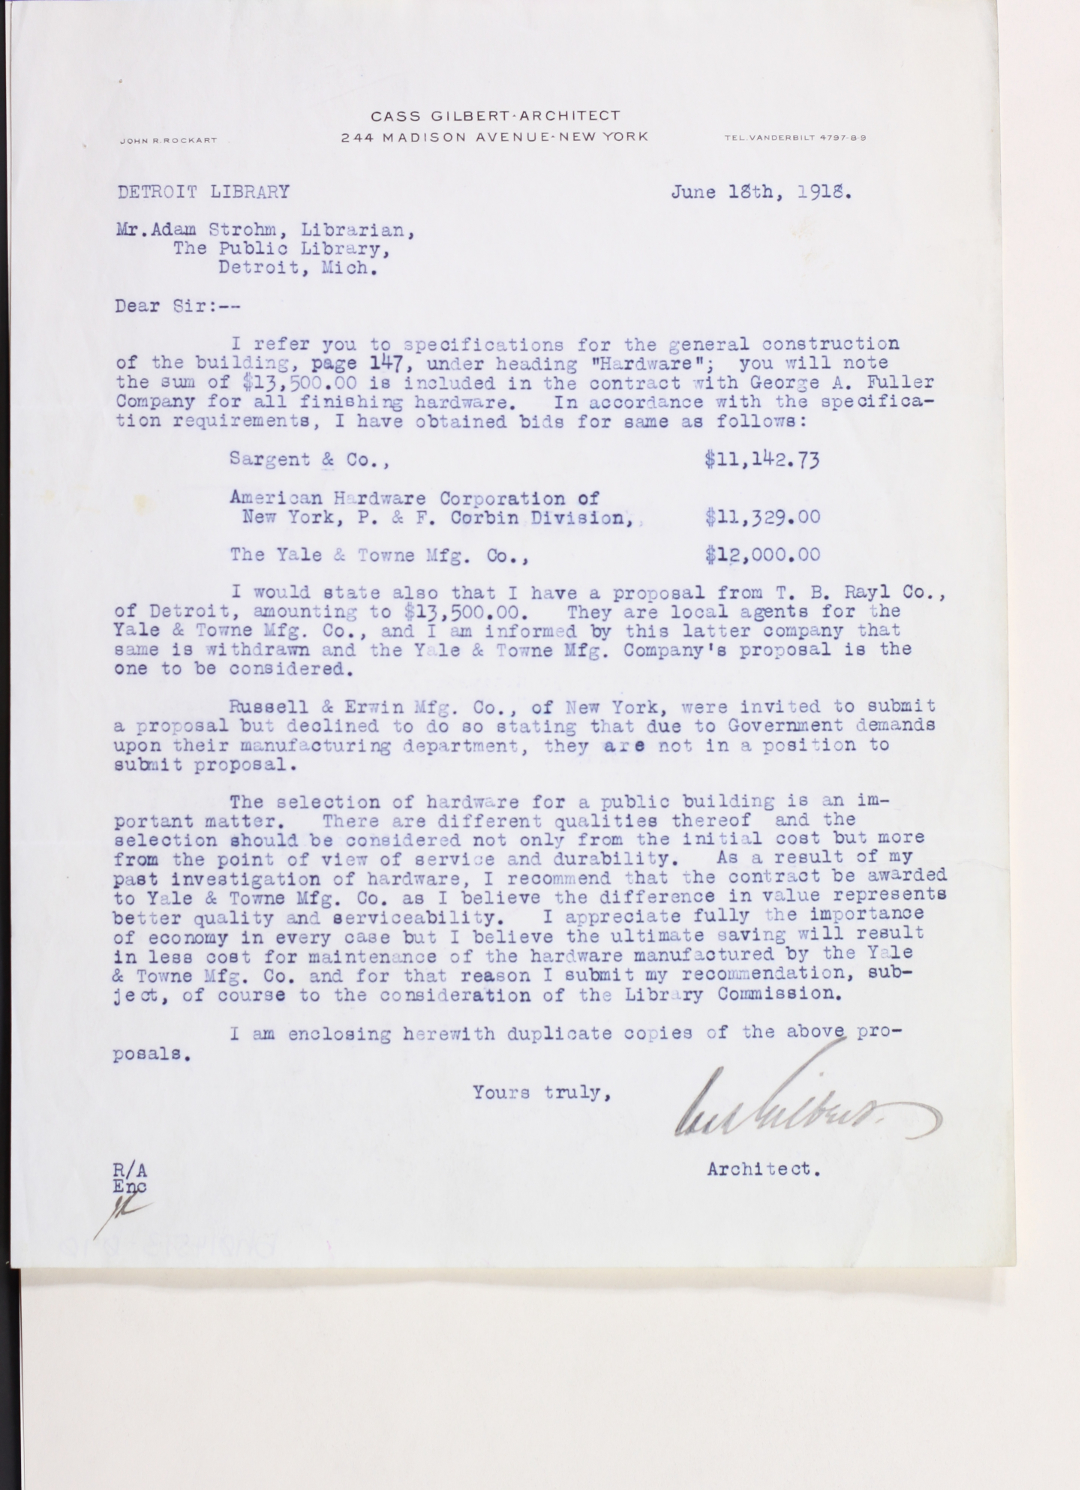 CASS GILBERT-ARCHITECT
JOHN R. ROCKART 244 MADISON AVENUE-NEW YORK TEL. VANDERBILT 4797-8-9
DETROIT LIBRARY June 18th, 1918.
Mr. Adam Strohm, Librarian,
The Public Library,
Detroit, Mich.
Dear Sir:--
I refer you to specifications for the general construction
of the building, page 147, under heading "Hardware"; you will note
the sum of $13,500.00 is included in the contract with George A. Fuller
Company for all finishing hardware. In accordance with the specifica-
tion requirements, I have obtained bids for same as follows:
Sargent & Co., $11,142.73
American Hardware Corporation of
New York, P. & F. Corbin Division, $11,329.00
The Yale & Towne Mfg. Co., $12,000.00
I would state also that I have a proposal from T. B. Rayl Co.,
of Detroit, amounting to $13,500.00. They are local agents for the
Yale & Towne Mfg. Co., and I am informed by this latter company that
same is withdrawn and the Yale & Towne Mfg. Company's proposal is the
one to be considered.
Russell & Erwin Mfg. Co., of New York, were invited to submit
a proposal but declined to do so stating that due to Government demands
upon their manufacturing department, they are not in a position to
submit proposal.
The selection of hardware for a public building is an im-
portant matter. There are different qualities thereof and the
selection should be considered not only from the initial cost but more
from the point of view of service and durability. As a result of my
past investigation of hardware, I recommend that the contract be awarded
to Yale & Towne Mfg. Co. as I believe the difference in value represents
better quality and serviceability. I appreciate fully the importance
of economy in every case but I believe the ultimate saving will result
in less cost for maintenance of the hardware manufactured by the Yale
& Towne Mfg. Co. and for that reason I submit my recommendation, sub-
ject, of course to the consideration of the Library Commission.
I am enclosing herewith duplicate copies of the above pro-
posals.
Yours truly,
Cass Gilbert.
R/A Architect.
Enc